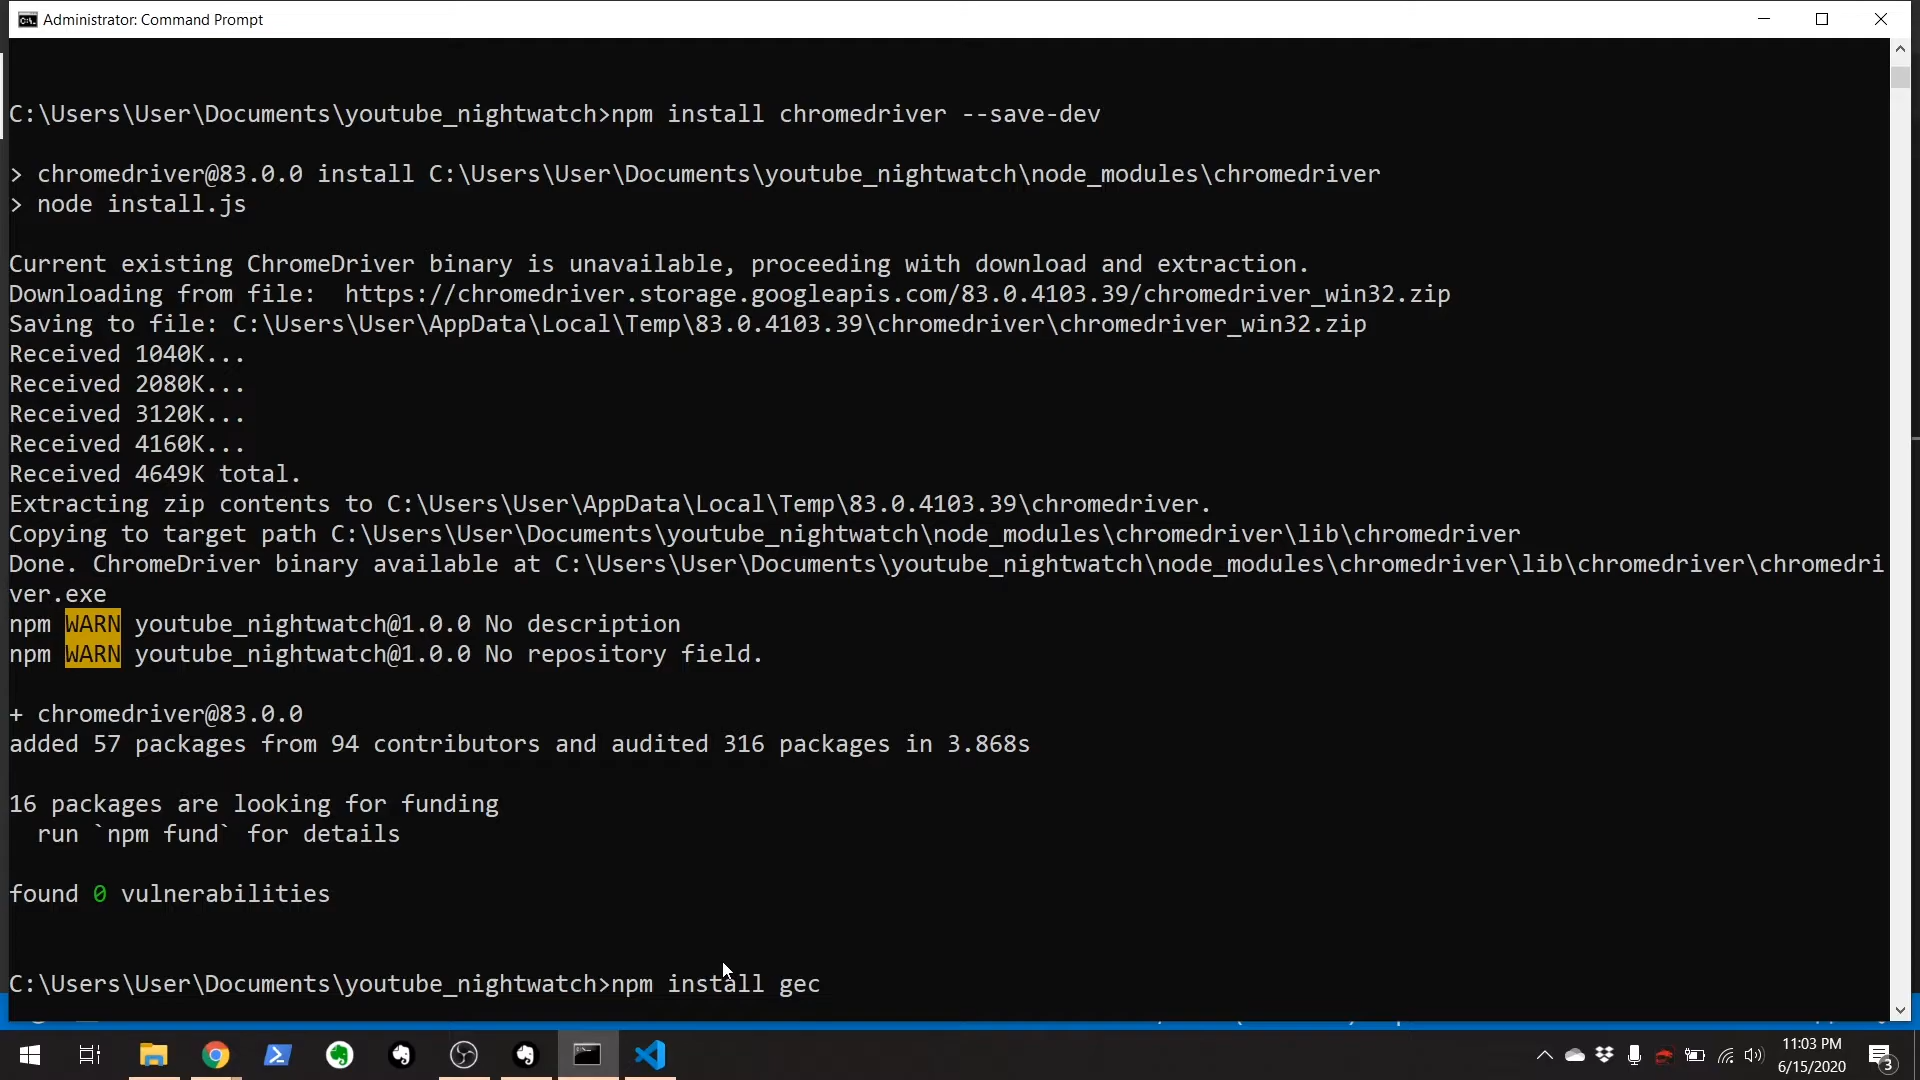 Administrator: Command Prompt
C:\Users\User\Documents\youtube_nightwatch>npm install chromedriver --save-dev
> chromedriver@83.0.0 install C:\Users\User\Documents\youtube_nightwatch\node_modules\chromedriver
> node install.js
Current existing ChromeDriver binary is unavailable, proceeding with download and extraction.
Downloading from file:  https://chromedriver.storage.googleapis.com/83.0.4103.39/chromedriver_win32.zip
Saving to file: C:\Users\User\AppData\Local\Temp\83.0.4103.39\chromedriver\chromedriver_win32.zip
Received 1040K...
Received 2080K...
Received 3120K...
Received 4160K...
Received 4649K total.
Extracting zip contents to C:\Users\User\AppData\Local\Temp\83.0.4103.39\chromedriver.
Copying to target path C:\Users\User\Documents\youtube_nightwatch\node_modules\chromedriver\lib\chromedriver
Done. ChromeDriver binary available at C:\Users\User\Documents\youtube_nightwatch\node_modules\chromedriver\lib\chromedriver\chromedri
ver.exe
npm WARN youtube_nightwatch@1.0.0 No description
npm WARN youtube_nightwatch@1.0.0 No repository field.
+ chromedriver@83.0.0
added 57 packages from 94 contributors and audited 316 packages in 3.868s
16 packages are looking for funding
  run `npm fund` for details
found 0 vulnerabilities
C:\Users\User\Documents\youtube_nightwatch>npm install gec
11:03 PM
6/15/2020
3